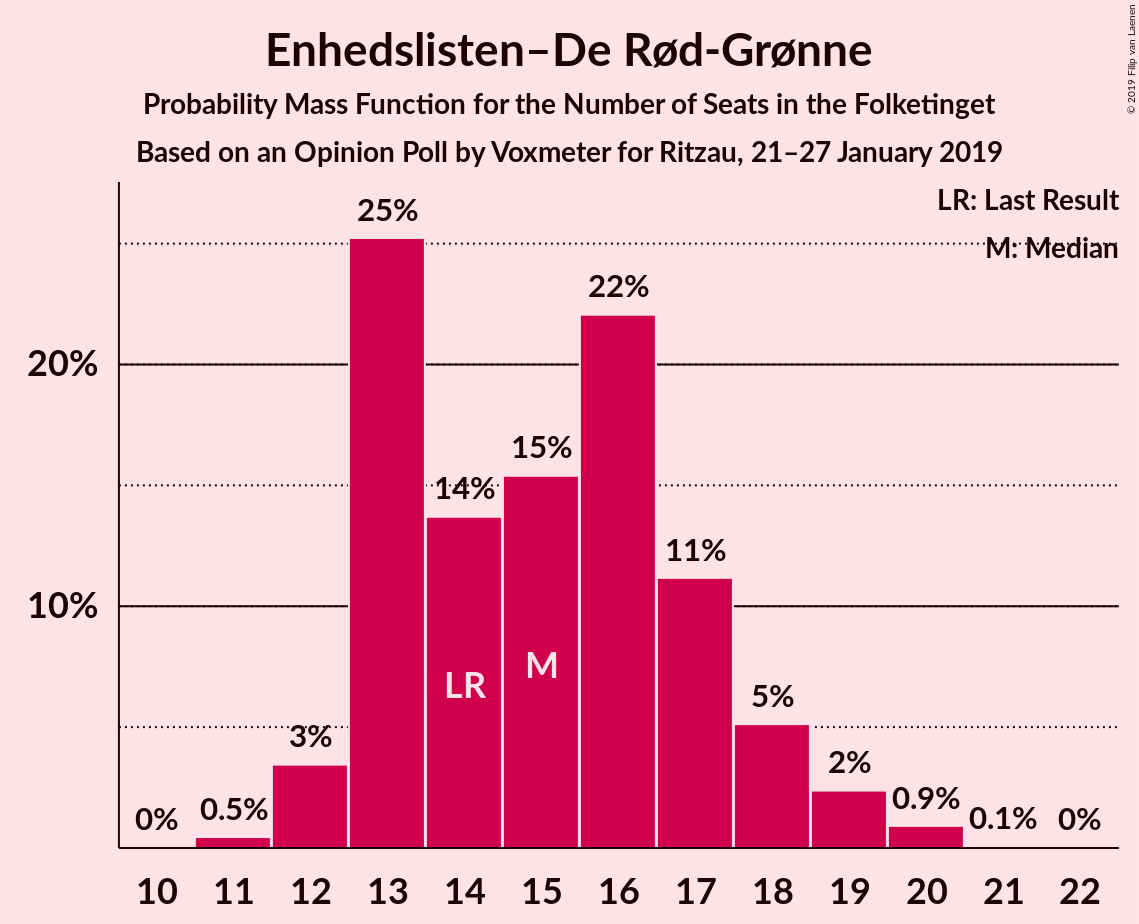 Enhedslisten–De Rød-Grønne
Probability Mass Function for the Number of Seats in the Folketinget
Based on an Opinion Poll by Voxmeter for Ritzau, 21–27 January 2019
© 2019 Filip van Laenen
LR: Last Result
M: Median
25%
22%
20%
15%
14%
11%
10%
LR
M
5%
3%
2%
0.9%
0.5%
0%
0.1%
0%
10 11 12 13 14 15 16 17 18 19 20 21 22